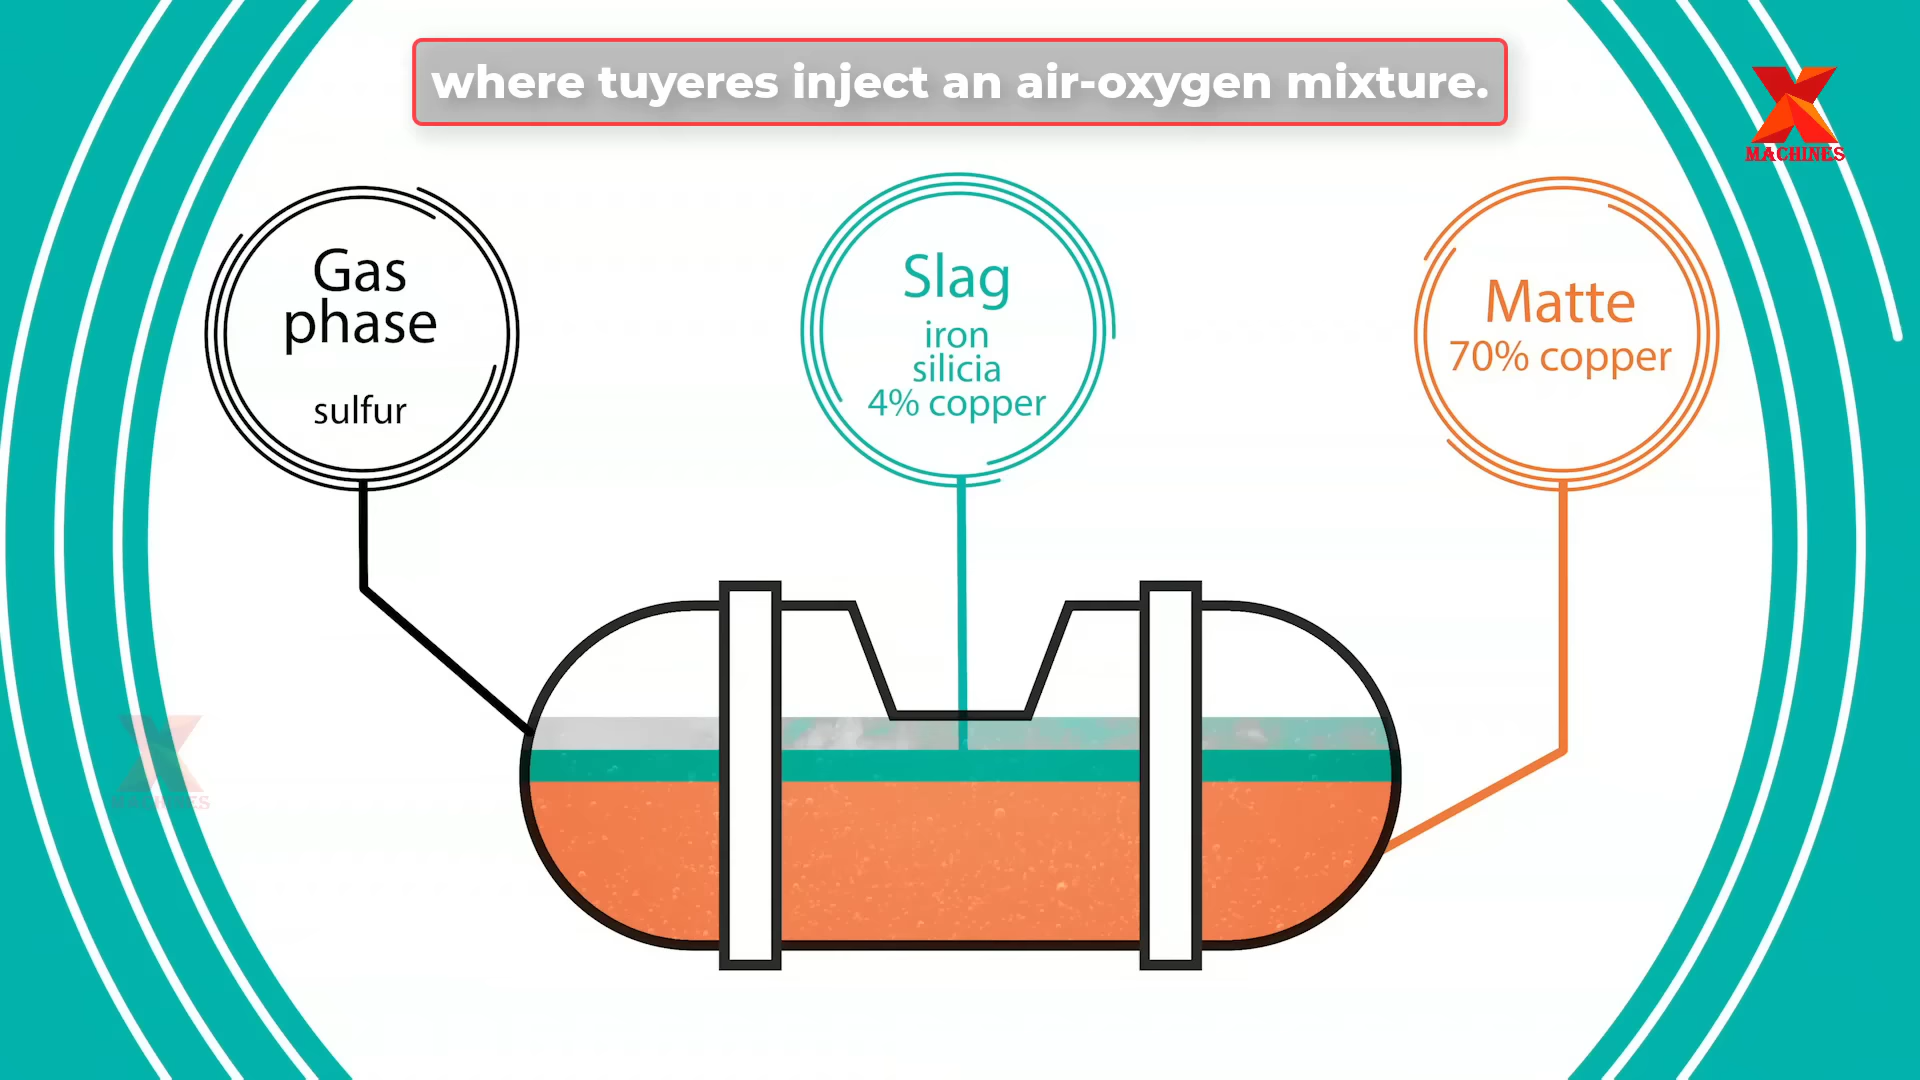 where tuyeres inject an air-oxygen mixture.
MACHINES
Gas
phase
sulfur
Slag
iron
silicia
4% copper
Matte
70% copper
MACHINES